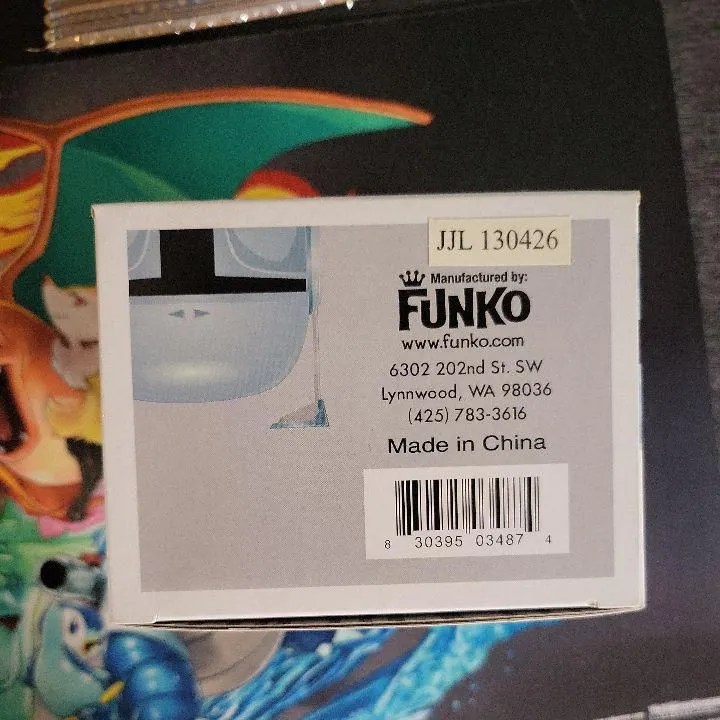 JJL 130426
Manufactured by:
FUNKO
www.funko.com
6302 202nd St. SW
Lynnwood, WA 98036
(425) 783-3616
Made in China
8 30395 03487 4